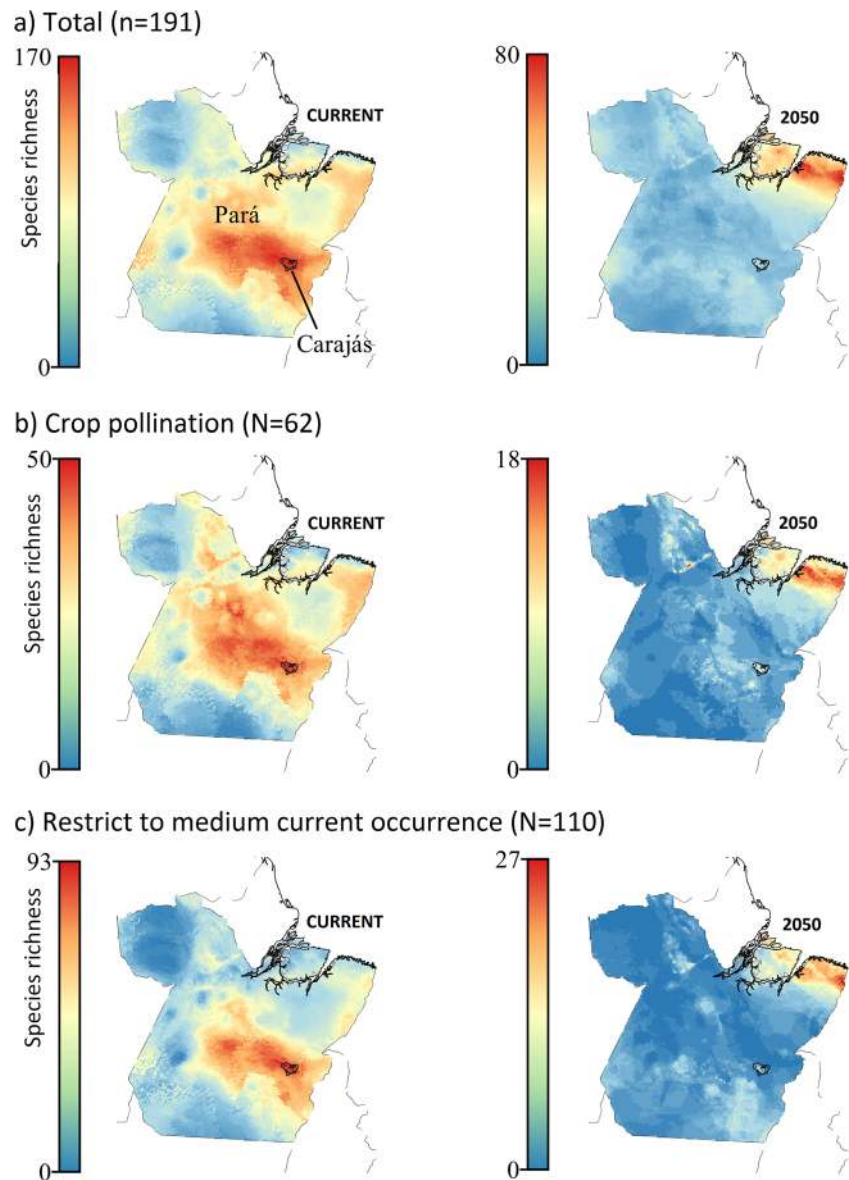 a) Total (n=191)
170
Species richness
0
CURRENT
Pará
Carajás
80
0
2050
b) Crop pollination (N=62)
50
Species richness
0
CURRENT
18
0
2050
c) Restrict to medium current occurrence (N=110)
93
Species richness
0
CURRENT
27
0
2050